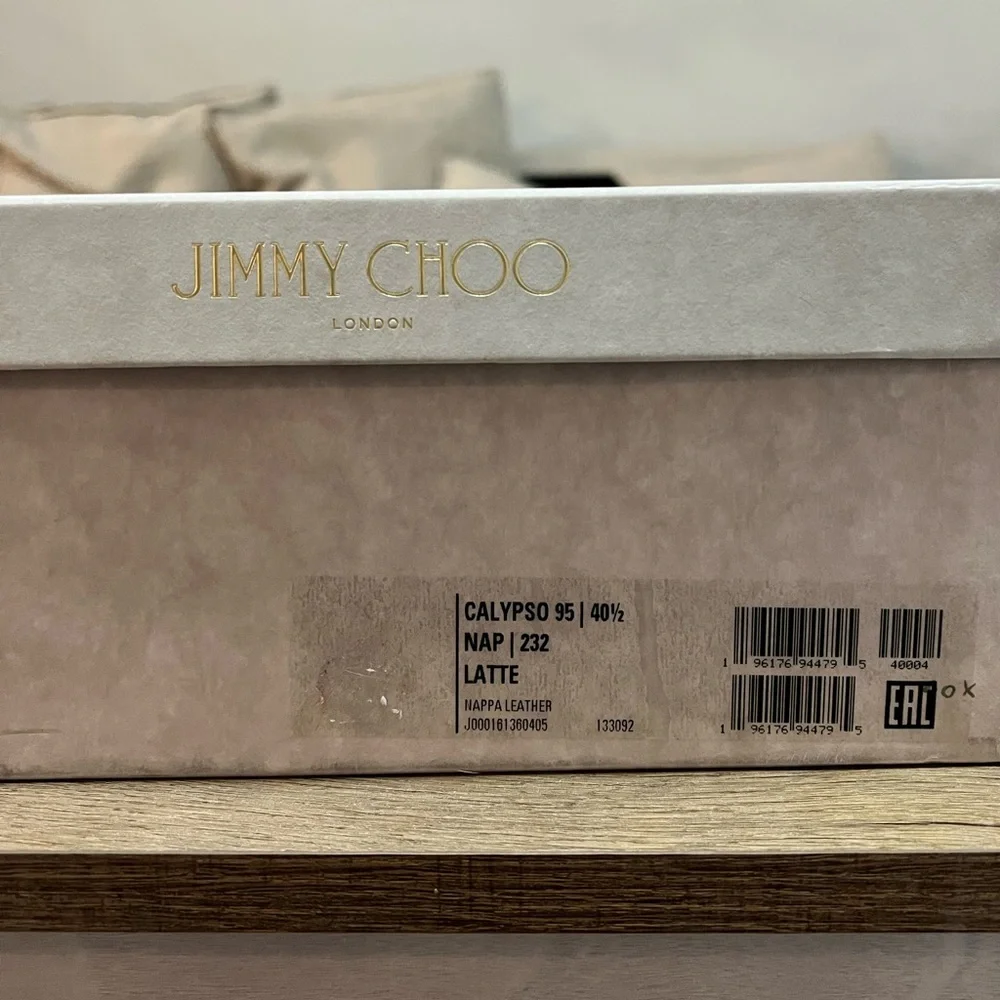 JIMMY CHOO
LONDON
CALYPSO 95 | 40½
NAP | 232
LATTE
NAPPA LEATHER
J000161360405 133092
1 96176 94479 5
40004
1 96176 94479 5
EAC
OK